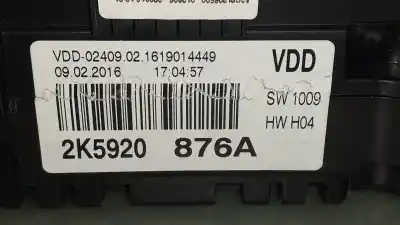 VDD-02409.02.1619014449
09.02.2016 17:04:57
VDD
SW 1009
HW H04
2K5920 876A